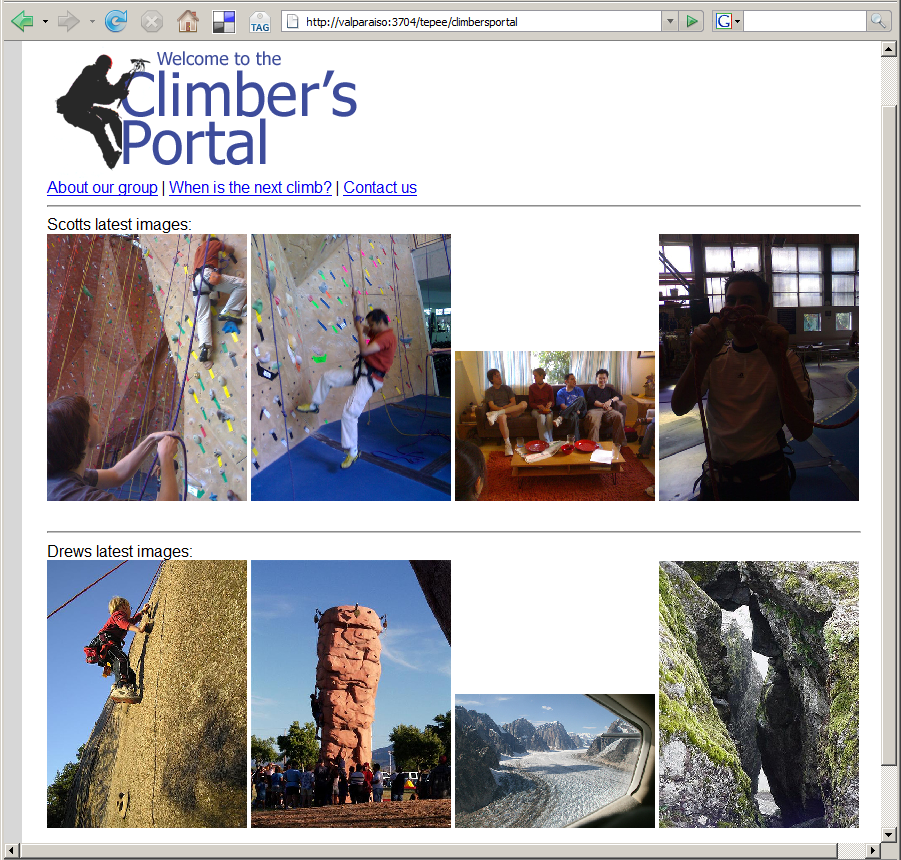 TAG
http://valparaiso:3704/tepee/climbersportal
G
Welcome to the
Climber's
Portal
About our group | When is the next climb? | Contact us
Scotts latest images:
Drews latest images: